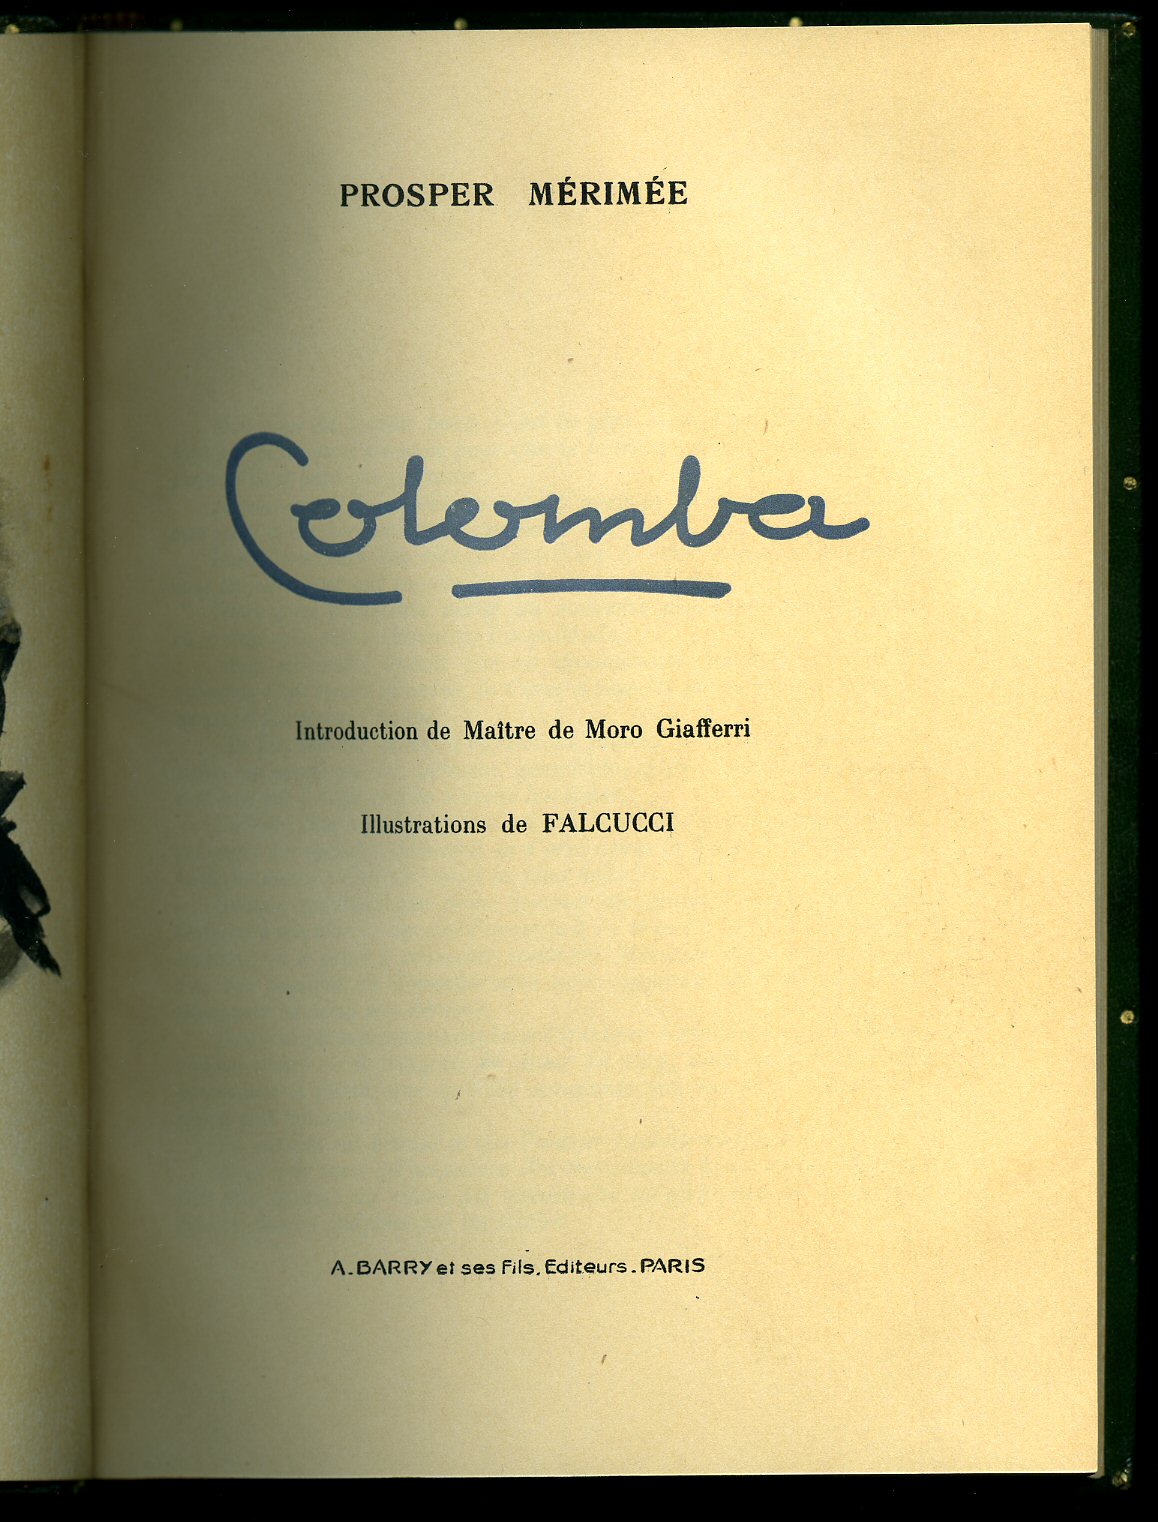 PROSPER MÉRIMÉE
Colomba
Introduction de Maître de Moro Giafferri
Illustrations de FALCUCCI
A. BARRY et ses Fils, Editeurs. PARIS